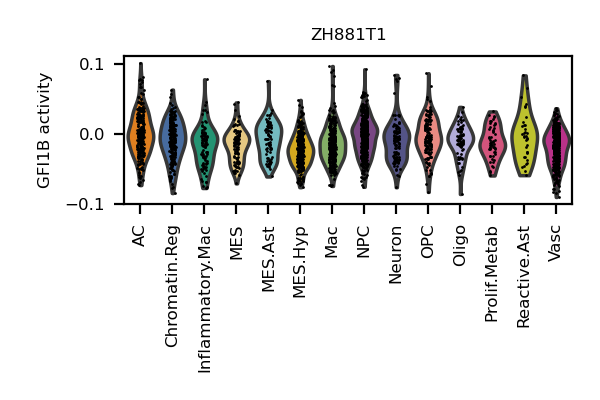 ZH881T1
GFI1B activity
0.1
0.0
−0.1
AC
Chromatin.Reg
Inflammatory.Mac
MES
MES.Ast
MES.Hyp
Mac
NPC
Neuron
OPC
Oligo
Prolif.Metab
Reactive.Ast
Vasc